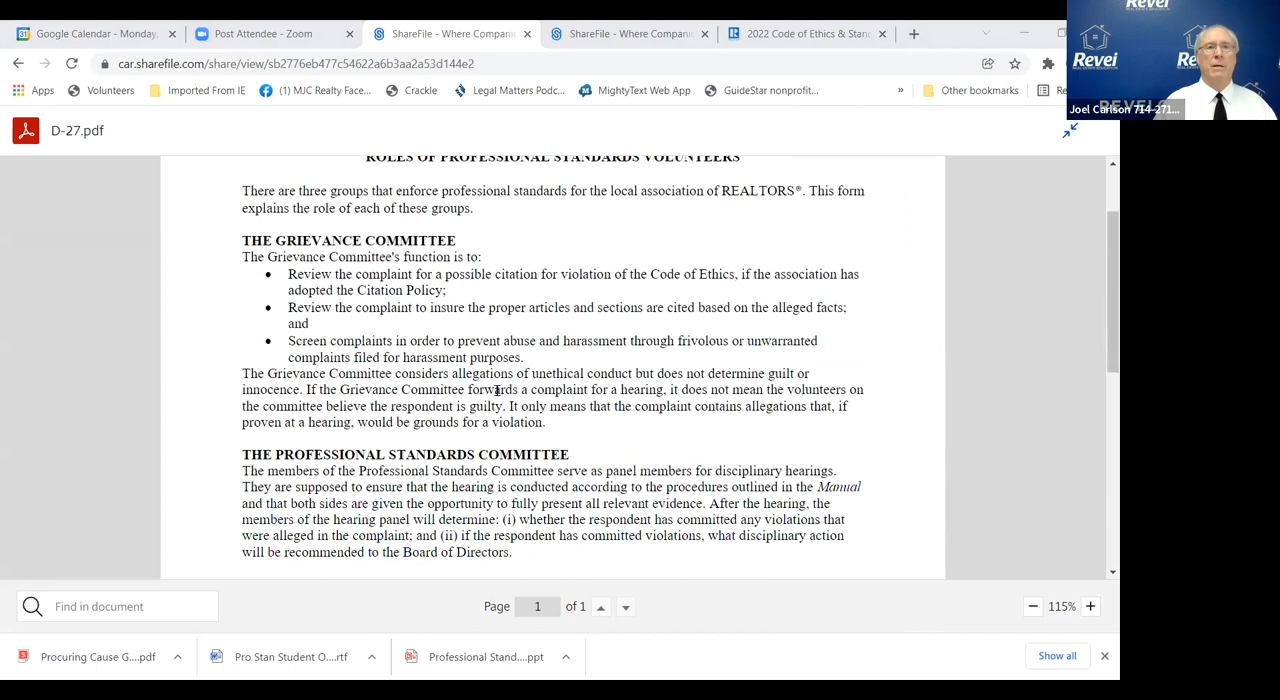 Google Calendar - Monday,
Post Attendee - Zoom
ShareFile - Where Companie
ShareFile - Where Companie
2022 Code of Ethics & Stan
car.sharefile.com/share/view/sb2776eb477c54622a6b3aa2a53d144e2
Apps
Volunteers
Imported From IE
(1) MJC Realty Face...
Crackle
Legal Matters Podc...
MightyText Web App
GuideStar nonprofit...
»
Other bookmarks
Revei
Revei
Joel Carlson 714-271...
D-27.pdf
ROLES OF PROFESSIONAL STANDARDS VOLUNTEERS
There are three groups that enforce professional standards for the local association of REALTORS®. This form
explains the role of each of these groups.
THE GRIEVANCE COMMITTEE
The Grievance Committee's function is to:
• Review the complaint for a possible citation for violation of the Code of Ethics, if the association has
adopted the Citation Policy;
• Review the complaint to insure the proper articles and sections are cited based on the alleged facts;
and
• Screen complaints in order to prevent abuse and harassment through frivolous or unwarranted
complaints filed for harassment purposes.
The Grievance Committee considers allegations of unethical conduct but does not determine guilt or
innocence. If the Grievance Committee forwards a complaint for a hearing, it does not mean the volunteers on
the committee believe the respondent is guilty. It only means that the complaint contains allegations that, if
proven at a hearing, would be grounds for a violation.
THE PROFESSIONAL STANDARDS COMMITTEE
The members of the Professional Standards Committee serve as panel members for disciplinary hearings.
They are supposed to ensure that the hearing is conducted according to the procedures outlined in the Manual
and that both sides are given the opportunity to fully present all relevant evidence. After the hearing, the
members of the hearing panel will determine: (i) whether the respondent has committed any violations that
were alleged in the complaint; and (ii) if the respondent has committed violations, what disciplinary action
will be recommended to the Board of Directors.
Find in document
Page 1 of 1
115%
Procuring Cause G....pdf
Pro Stan Student O....rtf
Professional Stand....ppt
Show all